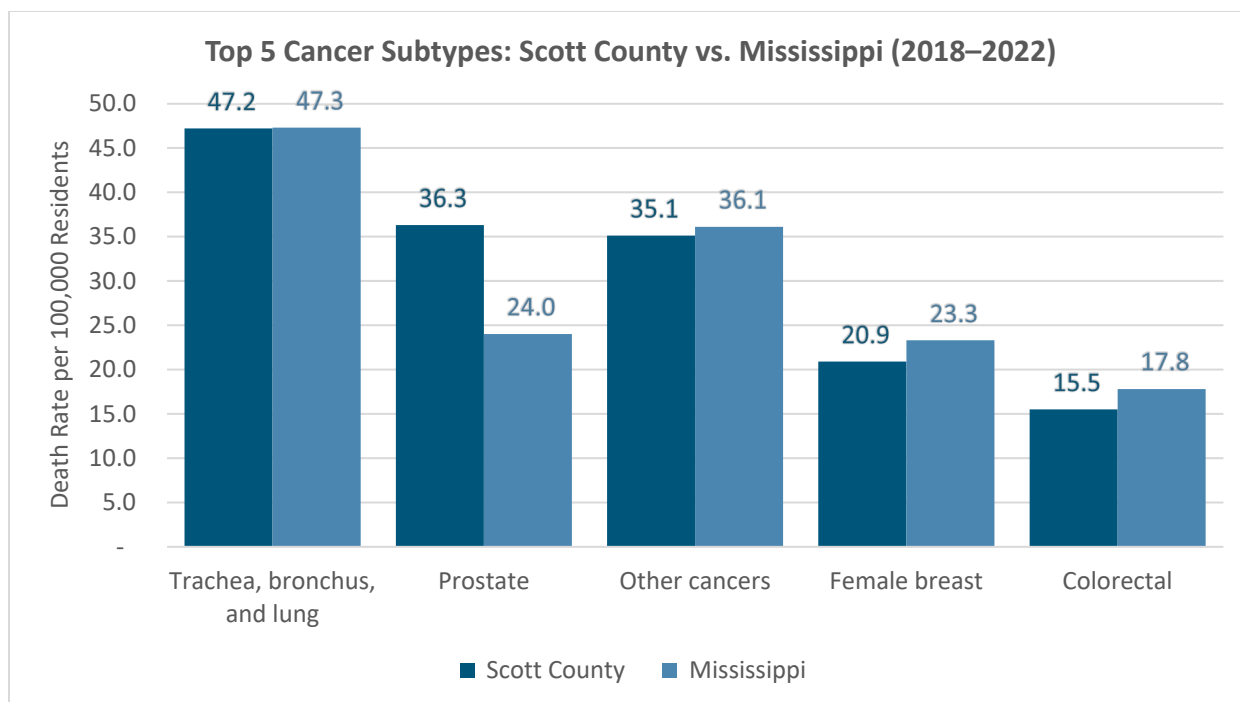 Top 5 Cancer Subtypes: Scott County vs. Mississippi (2018–2022)
Death Rate per 100,000 Residents
50.0
45.0
40.0
35.0
30.0
25.0
20.0
15.0
10.0
5.0
-
47.2
47.3
36.3
24.0
35.1
36.1
20.9
23.3
15.5
17.8
Trachea, bronchus,
and lung
Prostate
Other cancers
Female breast
Colorectal
Scott County
Mississippi